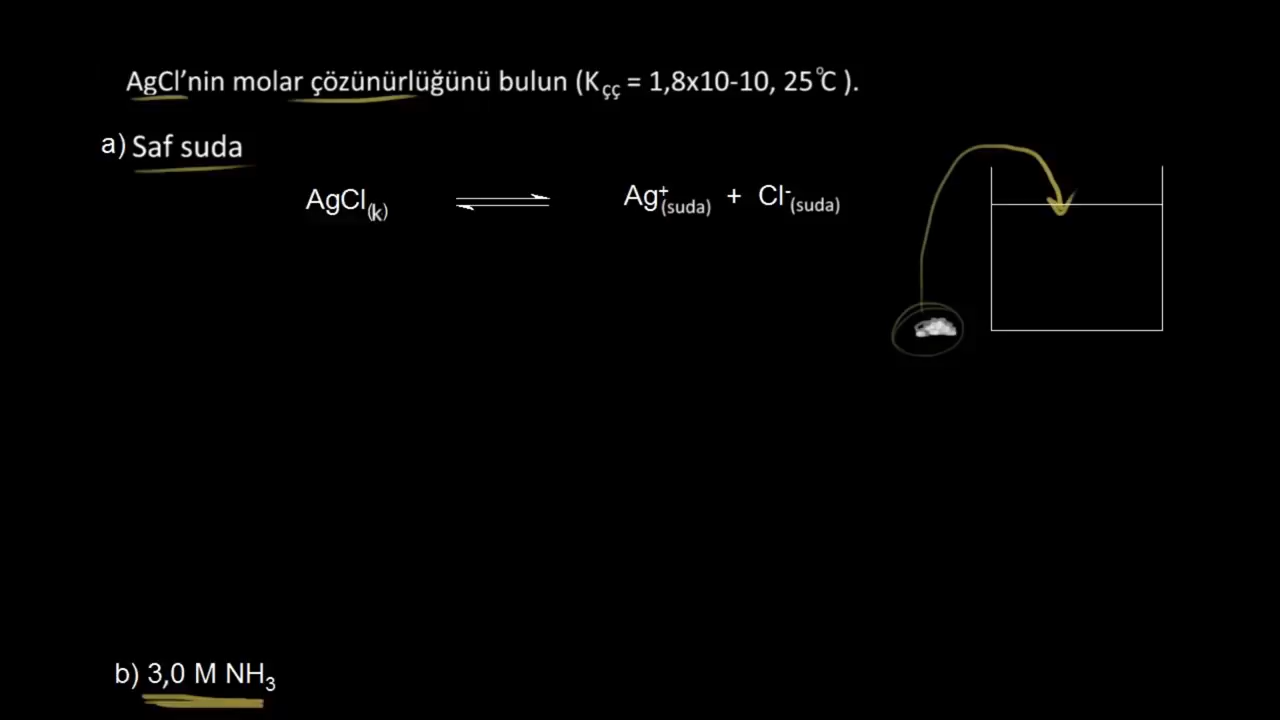 AgCl’nin molar çözünürlüğünü bulun (Kçç = 1,8x10-10, 25°C ).
a) Saf suda
AgCl(k) ⇌ Ag+(suda) + Cl-(suda)
b) 3,0 M NH3